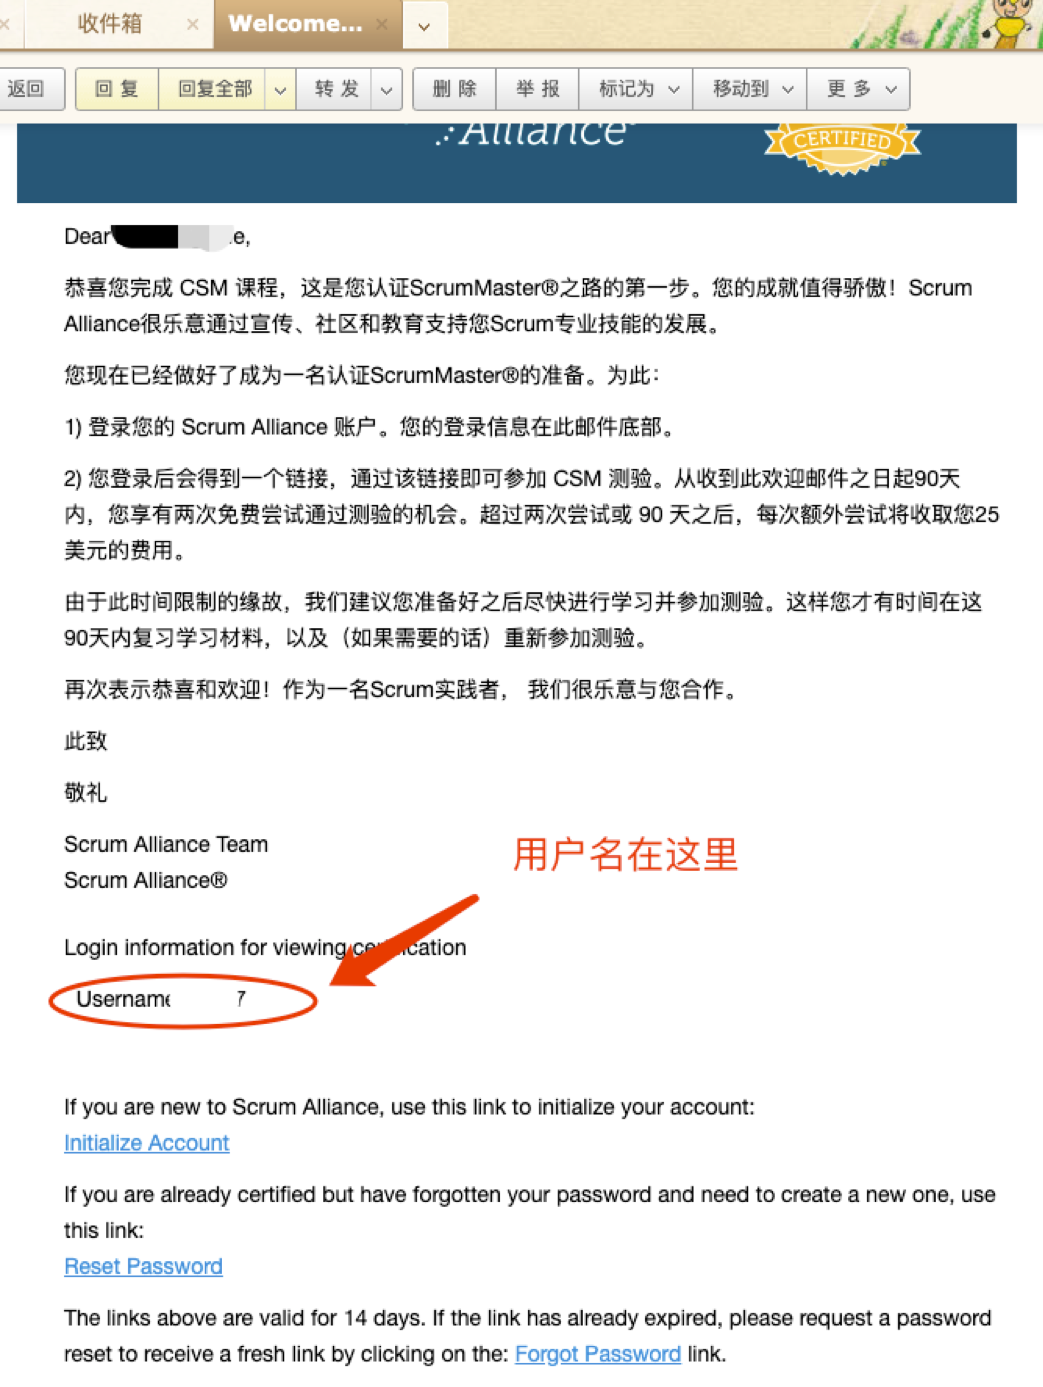 收件箱
Welcome...
返回
回复
回复全部
转发
删除
举报
标记为
移动到
更多
Alliance
CERTIFIED
Dear e,
恭喜您完成 CSM 课程，这是您认证ScrumMaster®之路的第一步。您的成就值得骄傲！Scrum
Alliance很乐意通过宣传、社区和教育支持您Scrum专业技能的发展。
您现在已经做好了成为一名认证ScrumMaster®的准备。为此：
1) 登录您的 Scrum Alliance 账户。您的登录信息在此邮件底部。
2) 您登录后会得到一个链接，通过该链接即可参加 CSM 测验。从收到此欢迎邮件之日起90天
内，您享有两次免费尝试通过测验的机会。超过两次尝试或 90 天之后，每次额外尝试将收取您25
美元的费用。
由于此时间限制的缘故，我们建议您准备好之后尽快进行学习并参加测验。这样您才有时间在这
90天内复习学习材料，以及（如果需要的话）重新参加测验。
再次表示恭喜和欢迎！作为一名Scrum实践者， 我们很乐意与您合作。
此致
敬礼
Scrum Alliance Team
Scrum Alliance®
用户名在这里
Login information for viewing certification
Username 7
If you are new to Scrum Alliance, use this link to initialize your account:
Initialize Account
If you are already certified but have forgotten your password and need to create a new one, use
this link:
Reset Password
The links above are valid for 14 days. If the link has already expired, please request a password
reset to receive a fresh link by clicking on the: Forgot Password link.